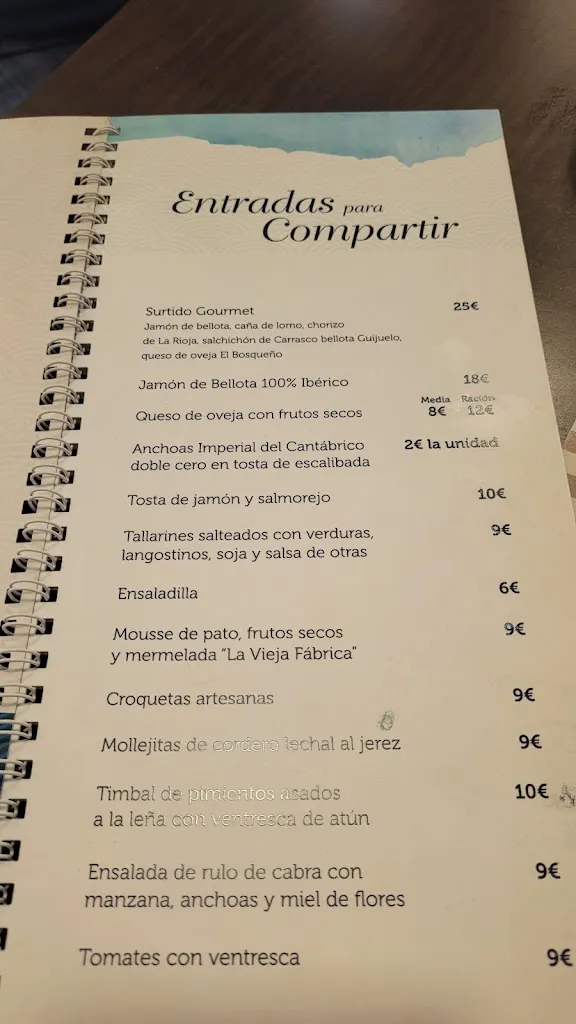 Entradas para
Compartir
Surtido Gourmet 25€
Jamón de bellota, caña de lomo, chorizo
de La Rioja, salchichón de Carrasco bellota Guijuelo,
queso de oveja El Bosqueño
Jamón de Bellota 100% Ibérico 18€
Media Ración
Queso de oveja con frutos secos 8€ 12€
Anchoas Imperial del Cantábrico 2€ la unidad
doble cero en tosta de escalibada
Tosta de jamón y salmorejo 10€
Tallarines salteados con verduras, 9€
langostinos, soja y salsa de otras
Ensaladilla 6€
Mousse de pato, frutos secos 9€
y mermelada "La Vieja Fábrica"
Croquetas artesanas 9€
Mollejitas de cordero lechal al jerez 9€
Timbal de pimientos asados 10€
a la leña con ventresca de atún
Ensalada de rulo de cabra con 9€
manzana, anchoas y miel de flores
Tomates con ventresca 9€